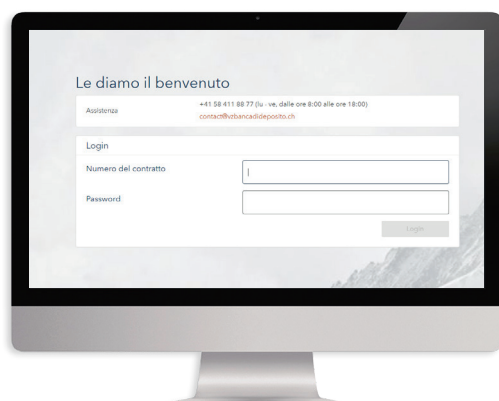 Le diamo il benvenuto
Assistenza
+41 58 411 88 77 (lu - ve, dalle ore 8:00 alle ore 18:00)
contact@vzbancadideposito.ch
Login
Numero del contratto
Password
Login